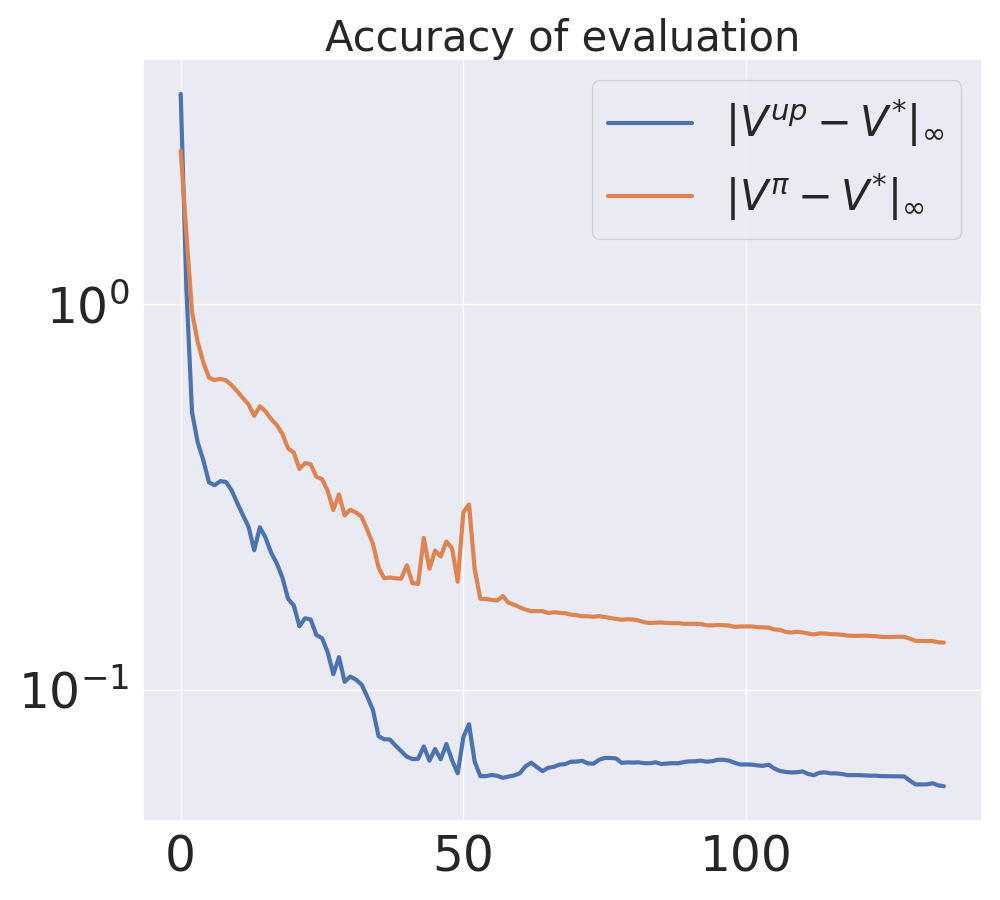 Accuracy of evaluation
|V^{up} − V^*|_∞
|V^π − V^*|_∞
10^0
10^{−1}
0 50 100